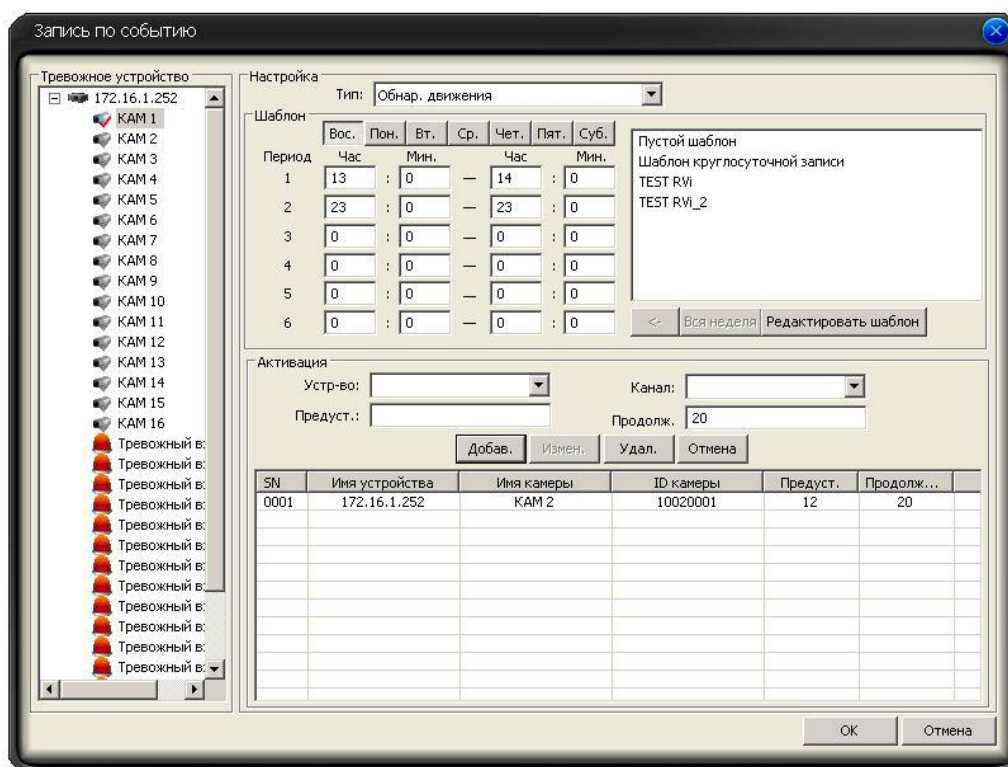 Запись по событию
Тревожное устройство
172.16.1.252
КАМ 1
КАМ 2
КАМ 3
КАМ 4
КАМ 5
КАМ 6
КАМ 7
КАМ 8
КАМ 9
КАМ 10
КАМ 11
КАМ 12
КАМ 13
КАМ 14
КАМ 15
КАМ 16
Тревожный в
Тревожный в
Тревожный в
Тревожный в
Тревожный в
Тревожный в
Тревожный в
Тревожный в
Тревожный в
Тревожный в
Тревожный в
Тревожный в
Настройка
Тип: Обнар. движения
Шаблон
Вос. Пон. Вт. Ср. Чет. Пят. Суб.
Период Час Мин. Час Мин.
1 13 : 0 — 14 : 0
2 23 : 0 — 23 : 0
3 0 : 0 — 0 : 0
4 0 : 0 — 0 : 0
5 0 : 0 — 0 : 0
6 0 : 0 — 0 : 0
Пустой шаблон
Шаблон круглосуточной записи
TEST RVi
TEST RVi_2
<- Вся неделя Редактировать шаблон
Активация
Устр-во: Канал:
Предуст.: Продолж. 20
Добав. Измен. Удал. Отмена
SN Имя устройства Имя камеры ID камеры Предуст. Продолж...
0001 172.16.1.252 КАМ 2 10020001 12 20
OK Отмена